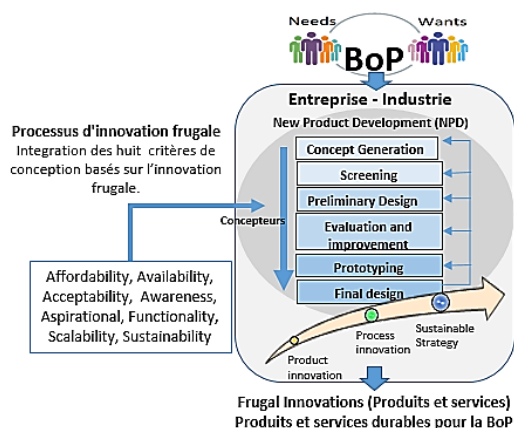 Needs
Wants
BoP
Entreprise - Industrie
New Product Development (NPD)
Processus d'innovation frugale
Integration des huit critères de
conception basés sur l'innovation
frugale.
Concepteurs
Concept Generation
Screening
Preliminary Design
Evaluation and
improvement
Prototyping
Final design
Affordability, Availability,
Acceptability, Awareness,
Aspirational, Functionality,
Scalability, Sustainability
Product
innovation
Process
innovation
Sustainable
Strategy
Frugal Innovations (Produits et services)
Produits et services durables pour la BoP